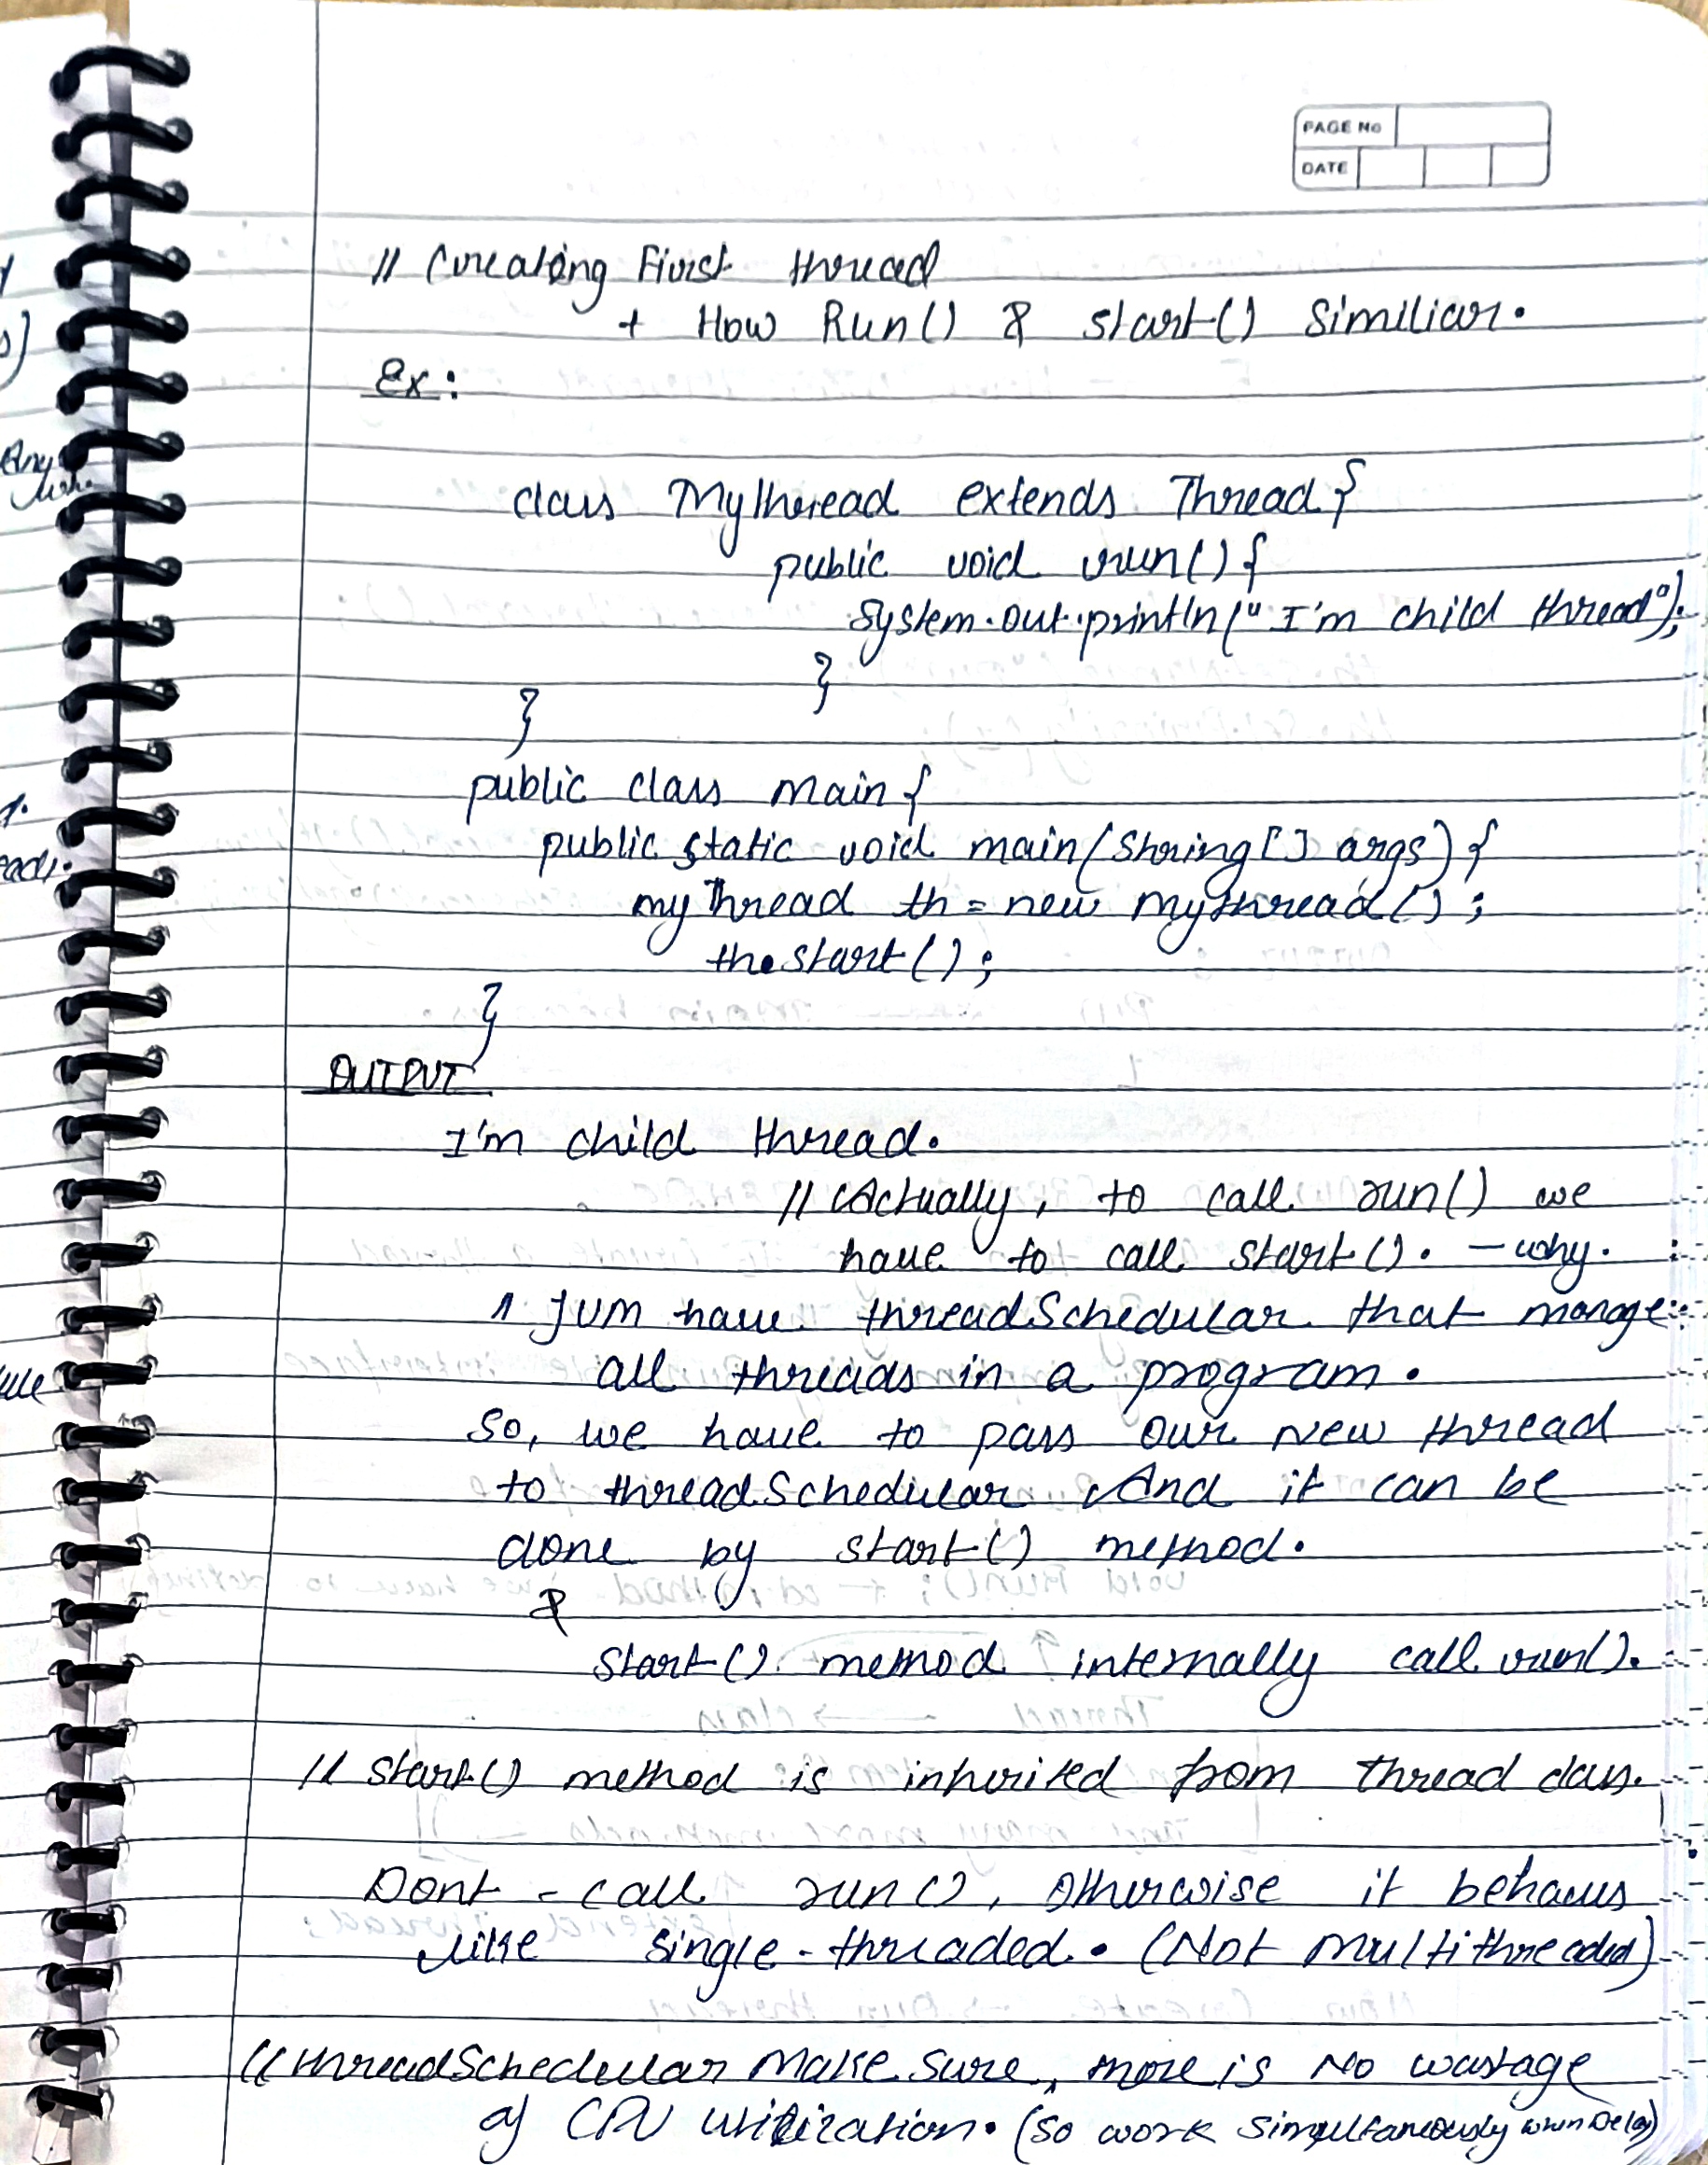 PAGE No
DATE
// Creating First thread
+ How Run() & start() Similiar.
Ex:
class MyThread extends Thread{
public void run(){
System.out.println("I'm child thread");
}
}
public class main{
public static void main(String[] args){
myThread th = new mythread();
th.start();
}
OUTPUT
I'm child thread.
// Actually, to call run() we
have to call start(). - why.
1 JVM have threadSchedular that manage
all threads in a program.
So, we have to pass our New thread
to threadSchedular And it can be
done by start() method.
&
start() method internally call run().
// start() method is inherited from thread class.
Dont - call run(), otherwise it behaves
like single-threaded. (Not multithreaded)
// threadSchedular Make sure, there is No wastage
of CPU utilization. (So work simultaneously when Delay)